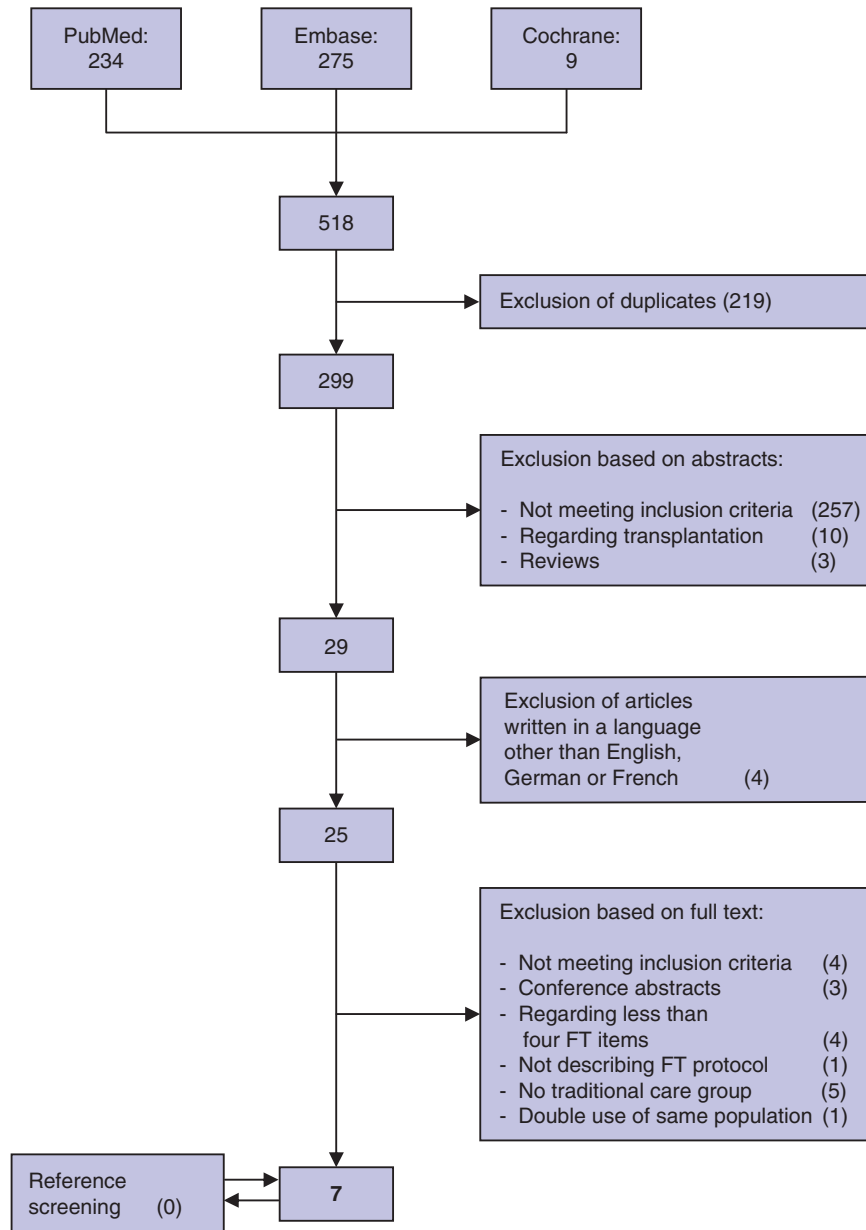 PubMed:
234
Embase:
275
Cochrane:
9
518
Exclusion of duplicates (219)
299
Exclusion based on abstracts:
- Not meeting inclusion criteria (257)
- Regarding transplantation (10)
- Reviews (3)
29
Exclusion of articles
written in a language
other than English,
German or French (4)
25
Exclusion based on full text:
- Not meeting inclusion criteria (4)
- Conference abstracts (3)
- Regarding less than
four FT items (4)
- Not describing FT protocol (1)
- No traditional care group (5)
- Double use of same population (1)
Reference
screening (0)
7